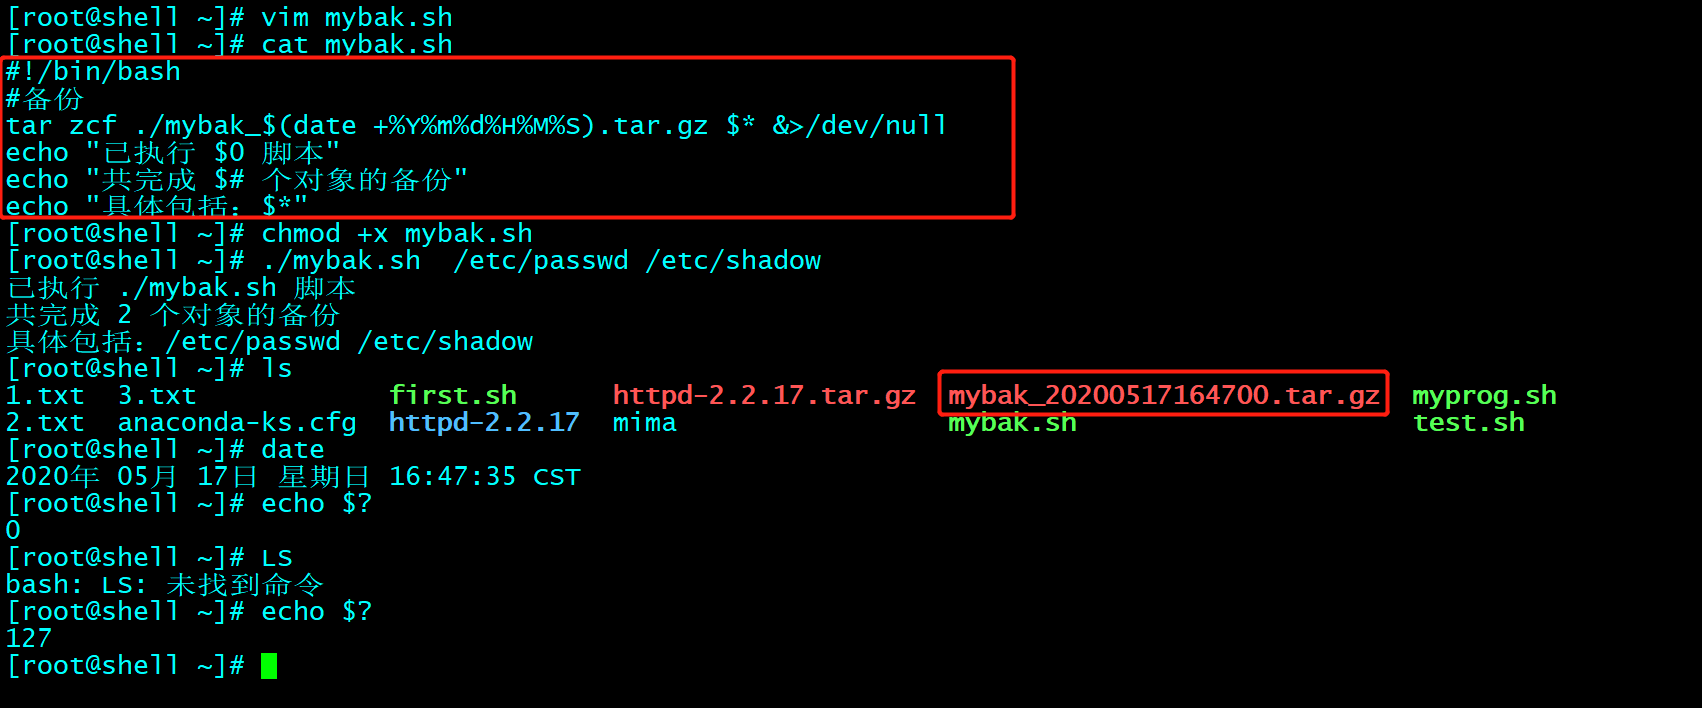 [root@shell ~]# vim mybak.sh
[root@shell ~]# cat mybak.sh
#!/bin/bash
#备份
tar zcf ./mybak_$(date +%Y%m%d%H%M%S).tar.gz $* &>/dev/null
echo "已执行 $0 脚本"
echo "共完成 $# 个对象的备份"
echo "具体包括：$*"
[root@shell ~]# chmod +x mybak.sh
[root@shell ~]# ./mybak.sh  /etc/passwd /etc/shadow
已执行 ./mybak.sh 脚本
共完成 2 个对象的备份
具体包括：/etc/passwd /etc/shadow
[root@shell ~]# ls
1.txt  3.txt            first.sh      httpd-2.2.17.tar.gz  mybak_20200517164700.tar.gz  myprog.sh
2.txt  anaconda-ks.cfg  httpd-2.2.17  mima                 mybak.sh                     test.sh
[root@shell ~]# date
2020年 05月 17日 星期日 16:47:35 CST
[root@shell ~]# echo $?
0
[root@shell ~]# LS
bash: LS: 未找到命令
[root@shell ~]# echo $?
127
[root@shell ~]#